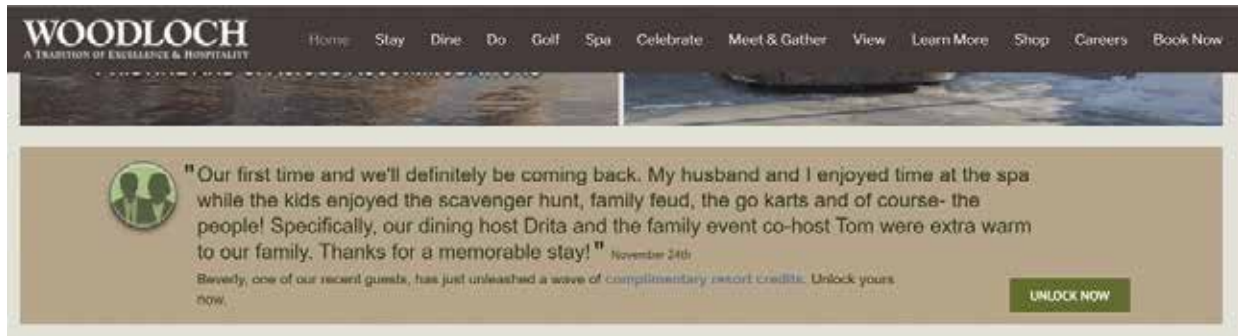 WOODLOCH
A TRADITION OF EXCELLENCE & HOSPITALITY
Home Stay Dine Do Golf Spa Celebrate Meet & Gather View Learn More Shop Careers Book Now
"Our first time and we'll definitely be coming back. My husband and I enjoyed time at the spa
while the kids enjoyed the scavenger hunt, family feud, the go karts and of course- the
people! Specifically, our dining host Drita and the family event co-host Tom were extra warm
to our family. Thanks for a memorable stay!" November 24th
Beverly, one of our recent guests, has just unleashed a wave of complimentary resort credits. Unlock yours
now.
UNLOCK NOW